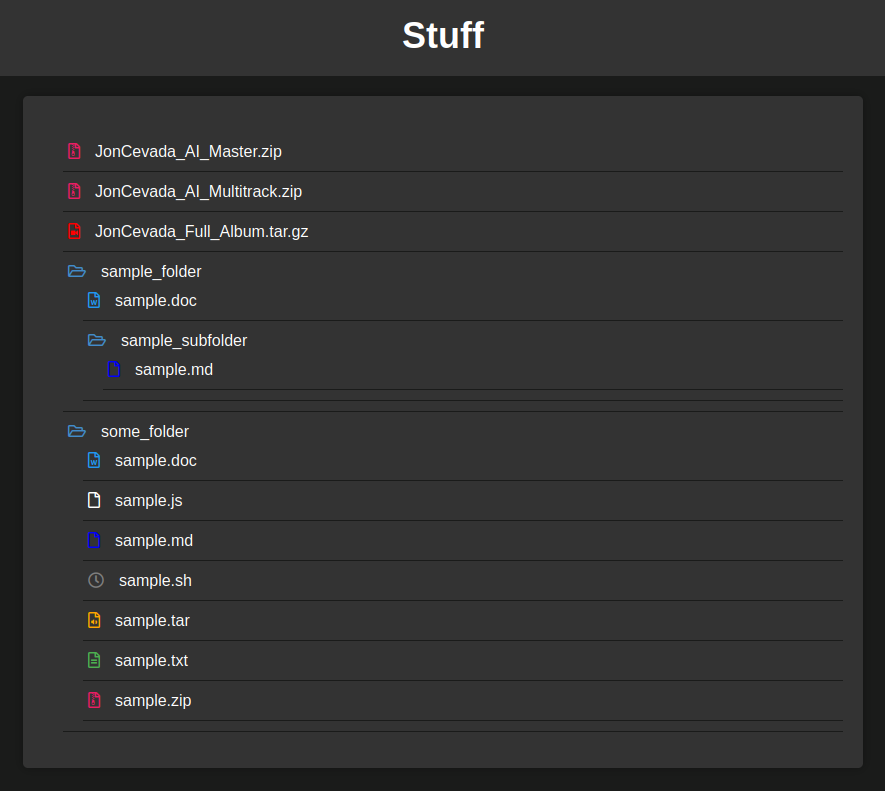 Stuff
JonCevada_AI_Master.zip
JonCevada_AI_Multitrack.zip
JonCevada_Full_Album.tar.gz
sample_folder
sample.doc
sample_subfolder
sample.md
some_folder
sample.doc
sample.js
sample.md
sample.sh
sample.tar
sample.txt
sample.zip